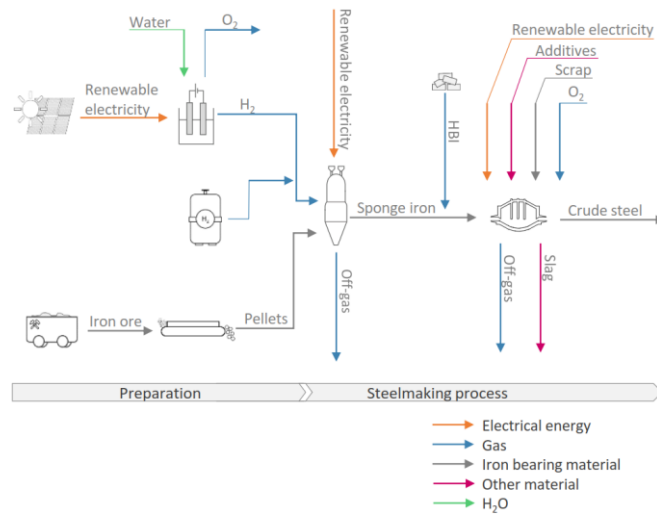 Water
O₂
Renewable electricity
Renewable electricity
Additives
Scrap
O₂
Renewable
electricity
H₂
HBI
H₂
Sponge iron
Crude steel
Off-gas
Off-gas
Slag
Iron ore
Pellets
Preparation
Steelmaking process
Electrical energy
Gas
Iron bearing material
Other material
H₂O